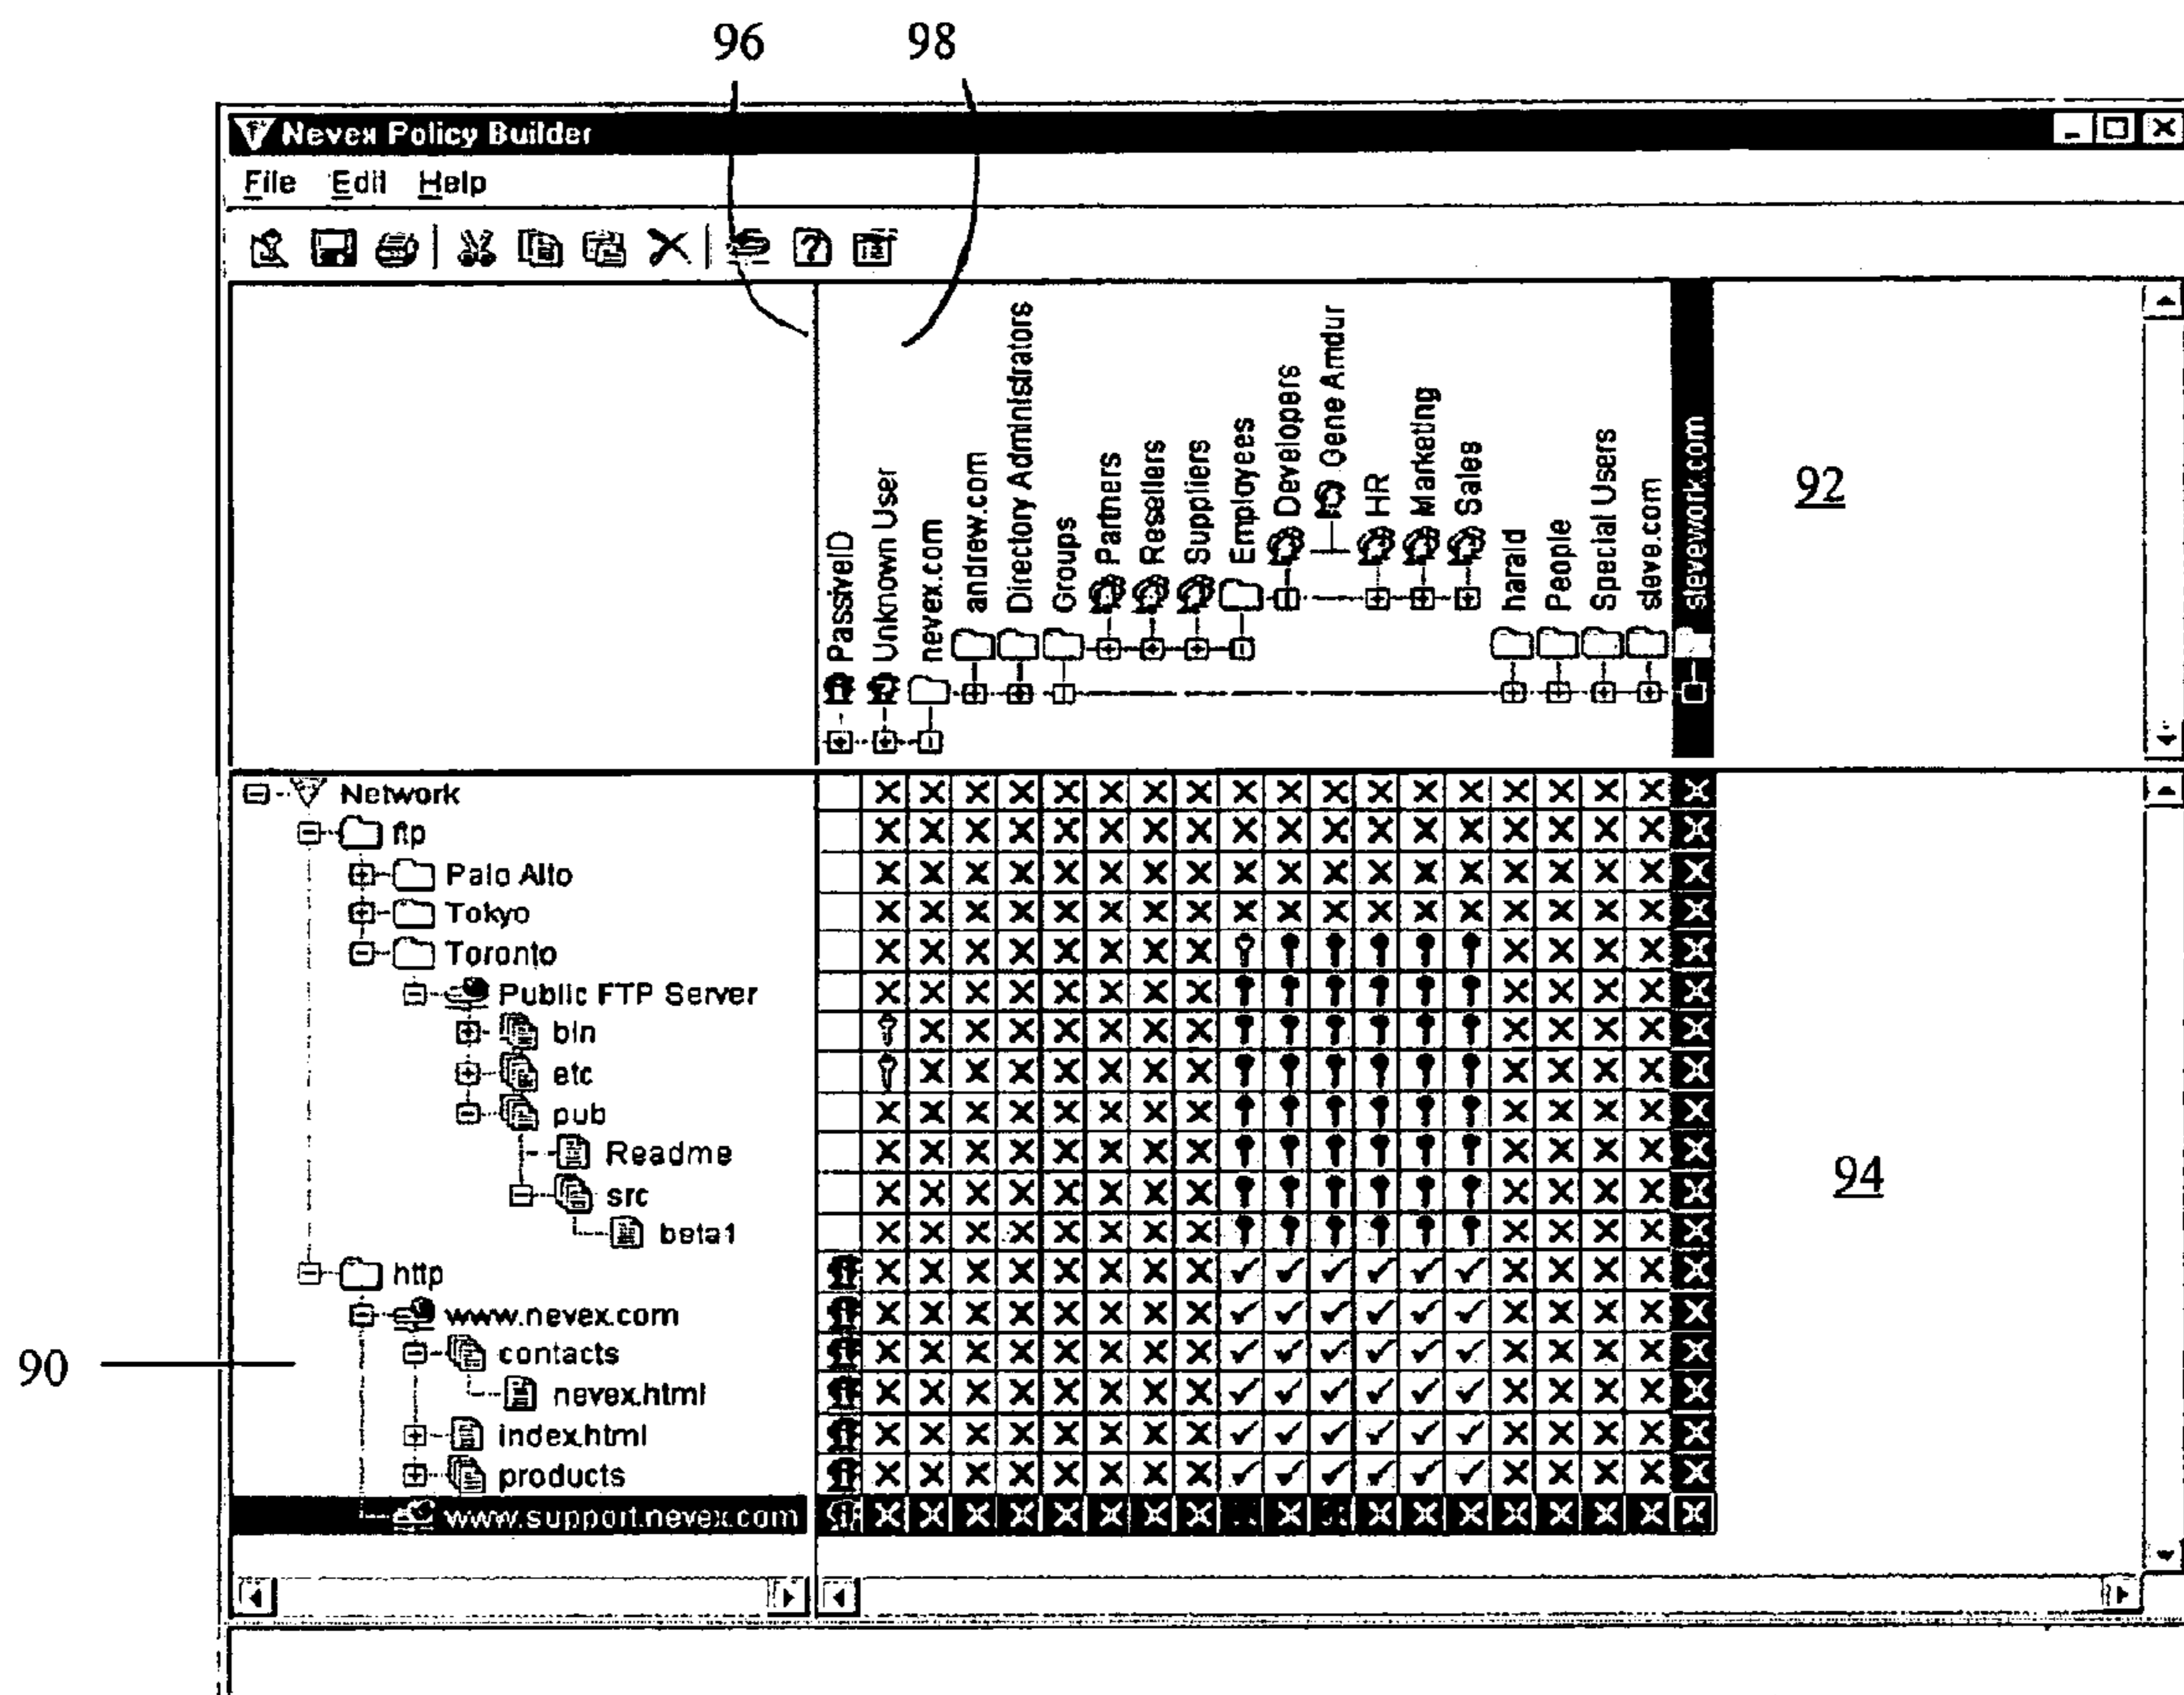 96 98
Nevex Policy Builder
File Edit Help
PassiveID
Unknown User
nevex.com
andrew.com
Directory Administrators
Groups
Partners
Resellers
Suppliers
Employees
Developers
Gene Amdur
HR
Marketing
Sales
harald
People
Special Users
steve.com
stevework.com
92
Network
ftp
Palo Alto
Tokyo
Toronto
Public FTP Server
bin
etc
pub
Readme
src
beta1
http
www.nevex.com
contacts
nevex.html
index.html
products
www.support.nevex.com
94
90